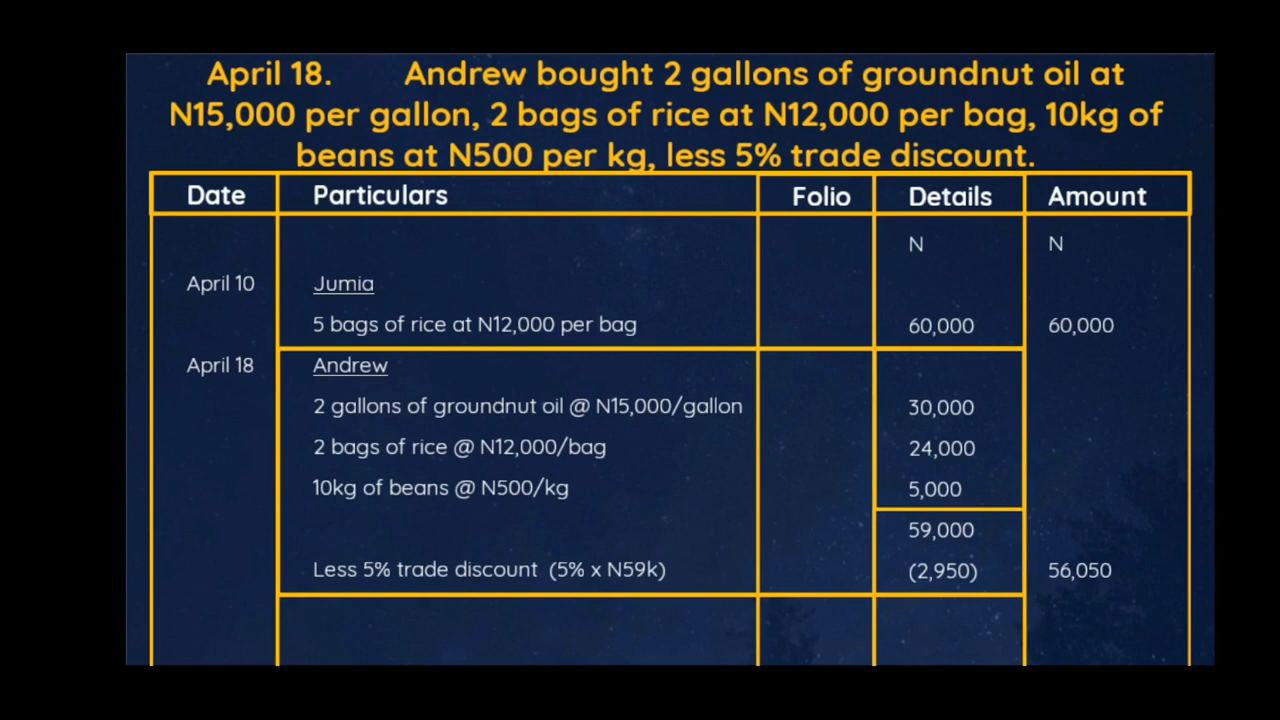 April 18. Andrew bought 2 gallons of groundnut oil at
N15,000 per gallon, 2 bags of rice at N12,000 per bag, 10kg of
beans at N500 per kg, less 5% trade discount.
Date Particulars Folio Details Amount
N N
April 10 Jumia
5 bags of rice at N12,000 per bag 60,000 60,000
April 18 Andrew
2 gallons of groundnut oil @ N15,000/gallon 30,000
2 bags of rice @ N12,000/bag 24,000
10kg of beans @ N500/kg 5,000
59,000
Less 5% trade discount (5% x N59k) (2,950) 56,050